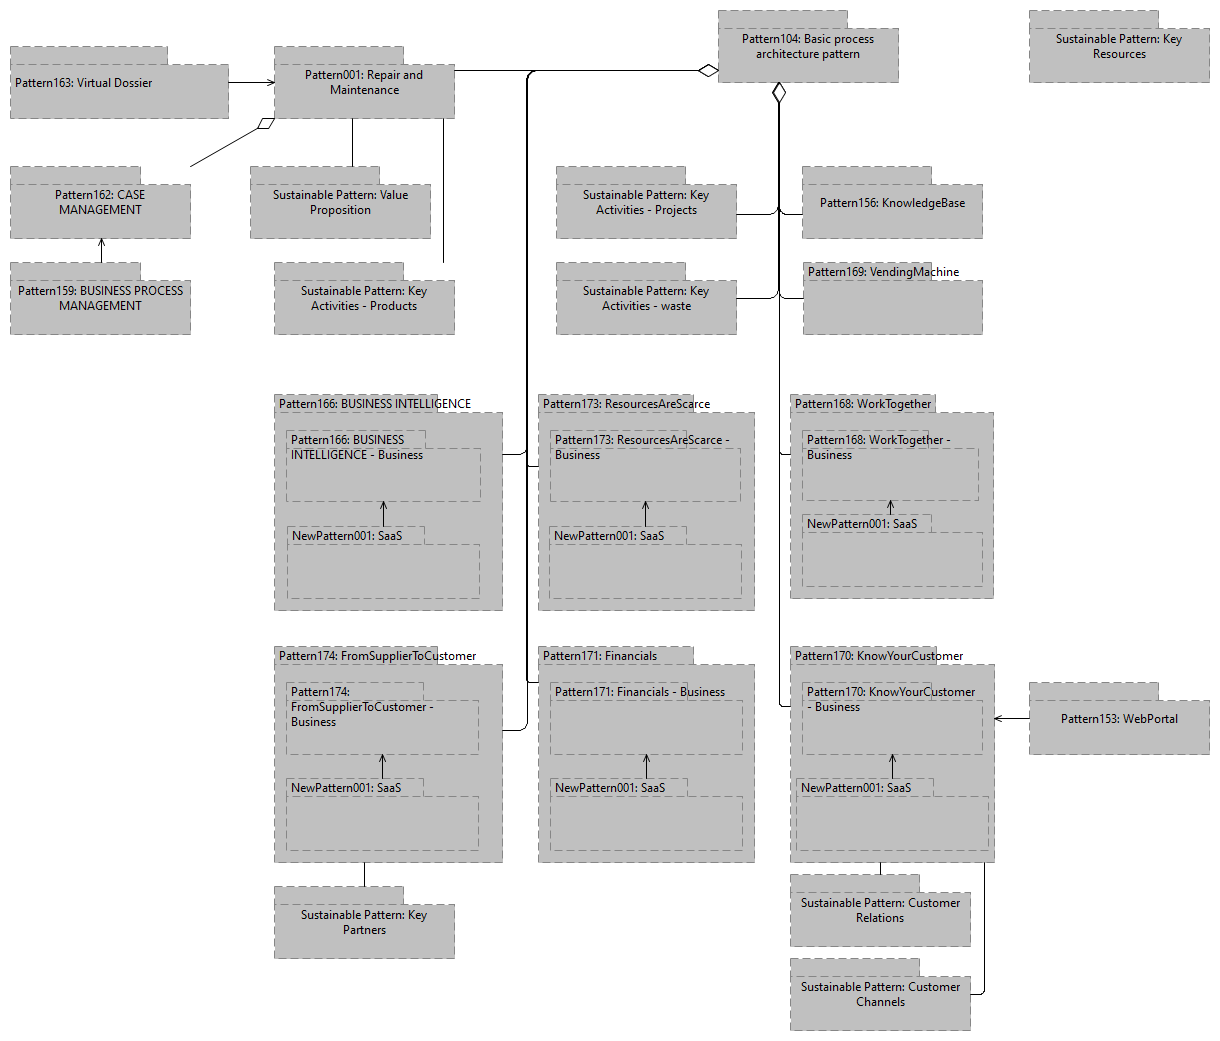 Pattern104: Basic process
architecture pattern
Sustainable Pattern: Key
Resources
Pattern163: Virtual Dossier
Pattern001: Repair and
Maintenance
Pattern162: CASE
MANAGEMENT
Sustainable Pattern: Value
Proposition
Sustainable Pattern: Key
Activities - Projects
Pattern156: KnowledgeBase
Pattern159: BUSINESS PROCESS
MANAGEMENT
Sustainable Pattern: Key
Activities - Products
Sustainable Pattern: Key
Activities - waste
Pattern169: VendingMachine
Pattern166: BUSINESS INTELLIGENCE
Pattern166: BUSINESS
INTELLIGENCE - Business
NewPattern001: SaaS
Pattern173: ResourcesAreScarce
Pattern173: ResourcesAreScarce -
Business
NewPattern001: SaaS
Pattern168: WorkTogether
Pattern168: WorkTogether -
Business
NewPattern001: SaaS
Pattern174: FromSupplierToCustomer
Pattern174:
FromSupplierToCustomer -
Business
NewPattern001: SaaS
Pattern171: Financials
Pattern171: Financials - Business
NewPattern001: SaaS
Pattern170: KnowYourCustomer
Pattern170: KnowYourCustomer
- Business
NewPattern001: SaaS
Pattern153: WebPortal
Sustainable Pattern: Key
Partners
Sustainable Pattern: Customer
Relations
Sustainable Pattern: Customer
Channels